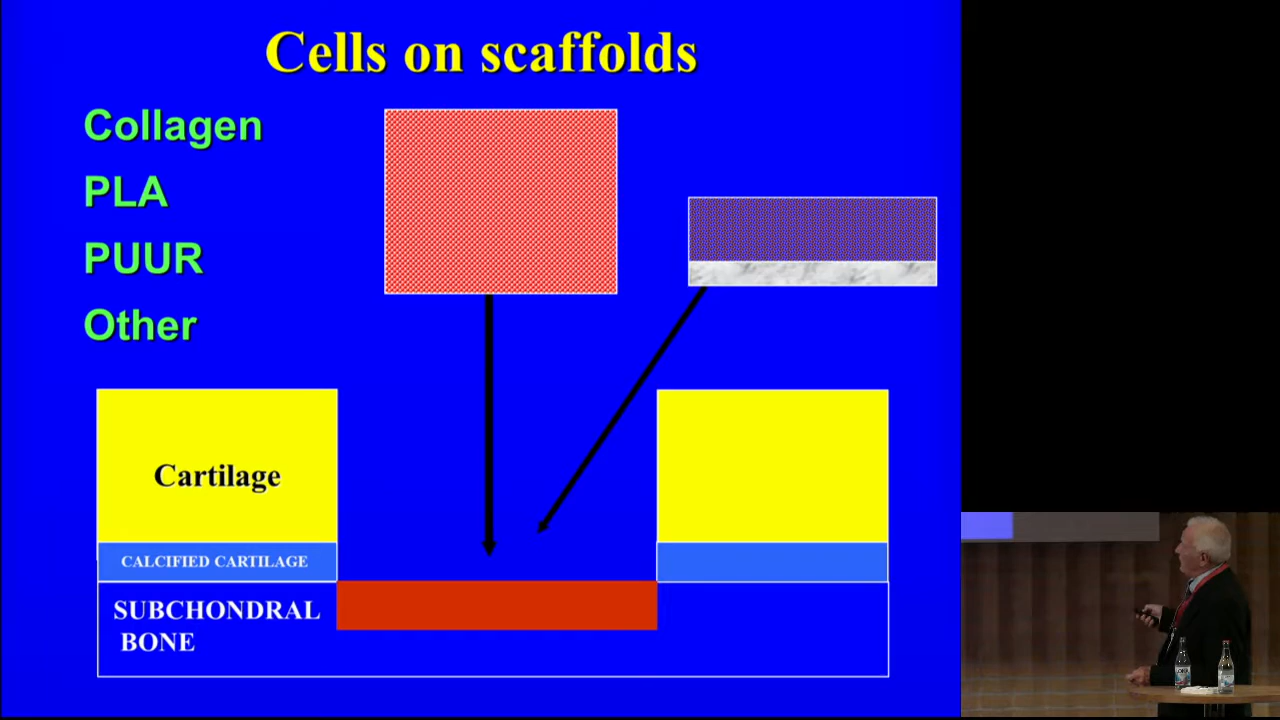 Cells on scaffolds
Collagen
PLA
PUUR
Other
Cartilage
CALCIFIED CARTILAGE
SUBCHONDRAL
BONE